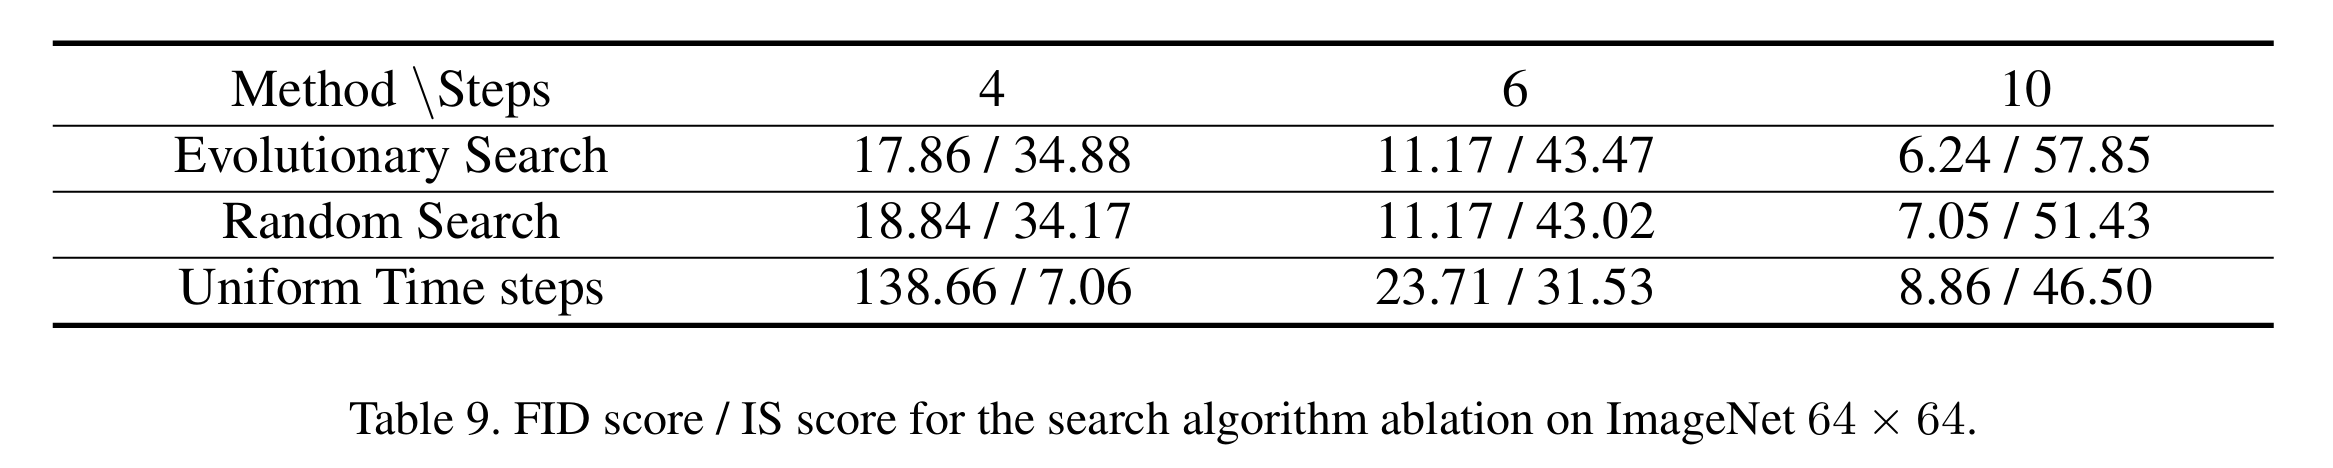 Method \Steps 4 6 10
Evolutionary Search 17.86 / 34.88 11.17 / 43.47 6.24 / 57.85
Random Search 18.84 / 34.17 11.17 / 43.02 7.05 / 51.43
Uniform Time steps 138.66 / 7.06 23.71 / 31.53 8.86 / 46.50
Table 9. FID score / IS score for the search algorithm ablation on ImageNet 64 × 64.